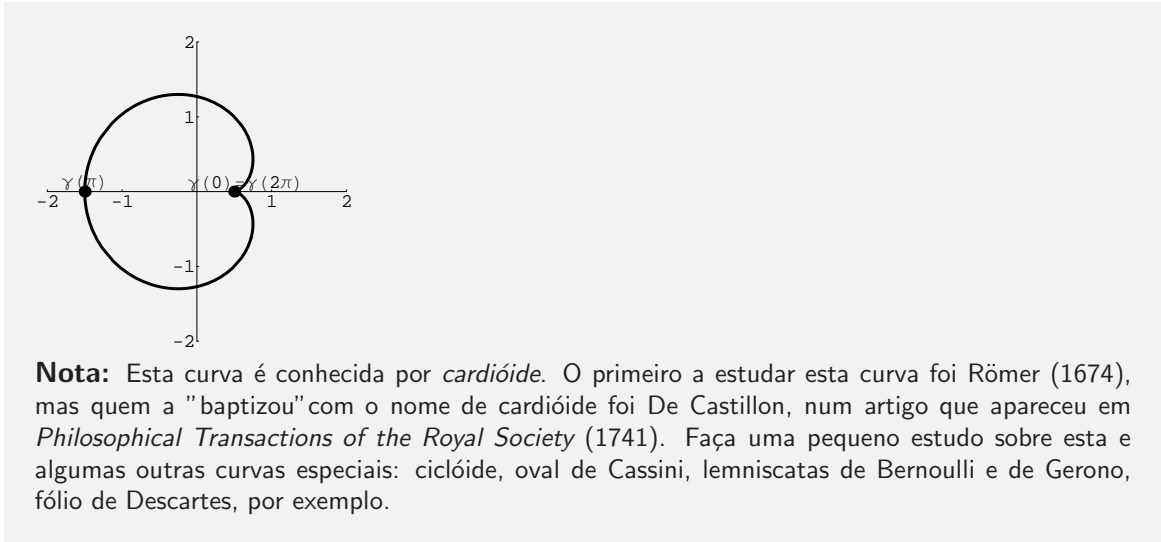 2
1
γ(π)
γ(0)=γ(2π)
-2
-1
1
2
-1
-2
Nota: Esta curva é conhecida por cardióide. O primeiro a estudar esta curva foi Römer (1674),
mas quem a ”baptizou”com o nome de cardióide foi De Castillon, num artigo que apareceu em
Philosophical Transactions of the Royal Society (1741). Faça uma pequeno estudo sobre esta e
algumas outras curvas especiais: ciclóide, oval de Cassini, lemniscatas de Bernoulli e de Gerono,
fólio de Descartes, por exemplo.